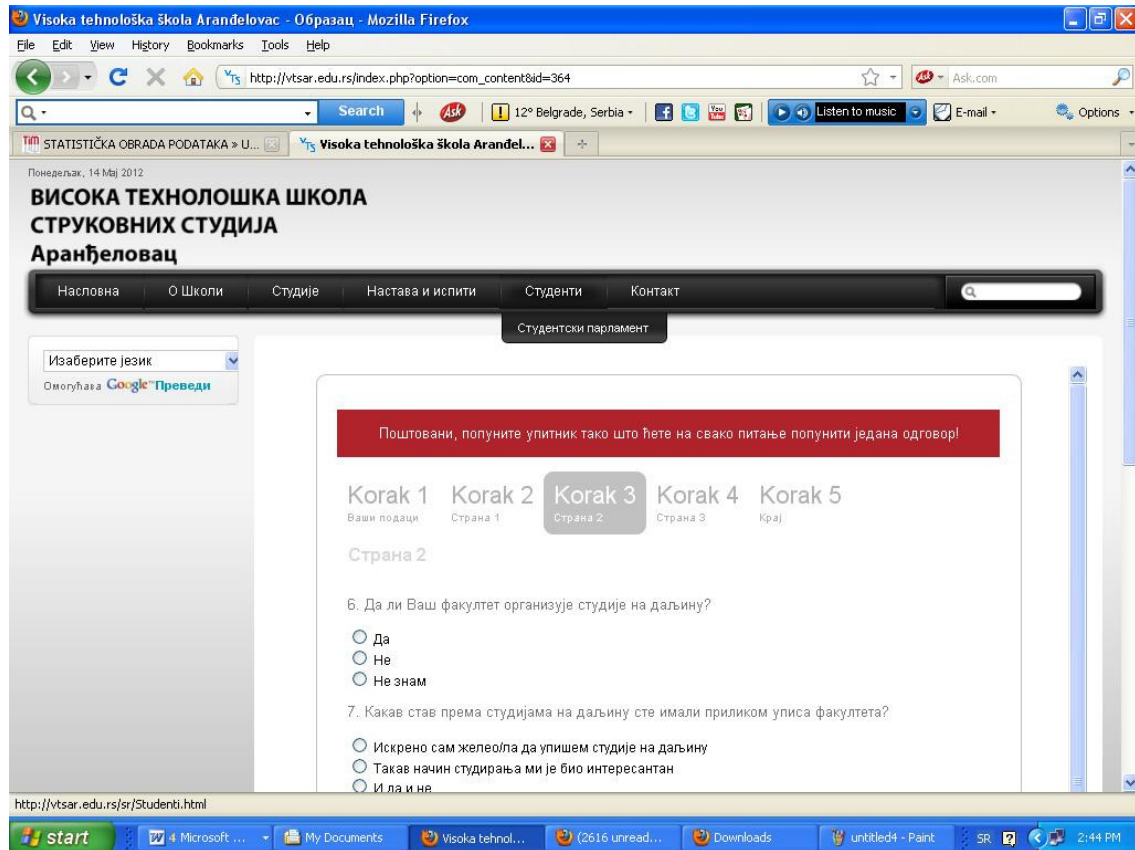 Visoka tehnološka škola Aranđelovac - Образац - Mozilla Firefox
File Edit View History Bookmarks Tools Help
http://vtsar.edu.rs/index.php?option=com_content&id=364 Ask.com
Search Ask 12° Belgrade, Serbia Listen to music E-mail Options
STATISTIČKA OBRADA PODATAKA » U... Visoka tehnološka škola Aranđel...
Понедељак, 14 Мај 2012
ВИСОКА ТЕХНОЛОШКА ШКОЛА
СТРУКОВНИХ СТУДИЈА
Аранђеловац
Насловна О Школи Студије Настава и испити Студенти Контакт
Студентски парламент
Изаберите језик
Омогућава Google™ Преведи
Поштовани, попуните упитник тако што ћете на свако питање попунити једана одговор!
Korak 1 Korak 2 Korak 3 Korak 4 Korak 5
Ваши подаци Страна 1 Страна 2 Страна 3 Крај
Страна 2
6. Да ли Ваш факултет организује студије на даљину?
Да
Не
Не знам
7. Какав став према студијама на даљину сте имали приликом уписа факултета?
Искрено сам желео/ла да упишем студије на даљину
Такав начин студирања ми је био интересантан
И да и не
http://vtsar.edu.rs/sr/Studenti.html
start 4 Microsoft ... My Documents Visoka tehnol... (2616 unread... Downloads untitled4 - Paint SR 2:44 PM